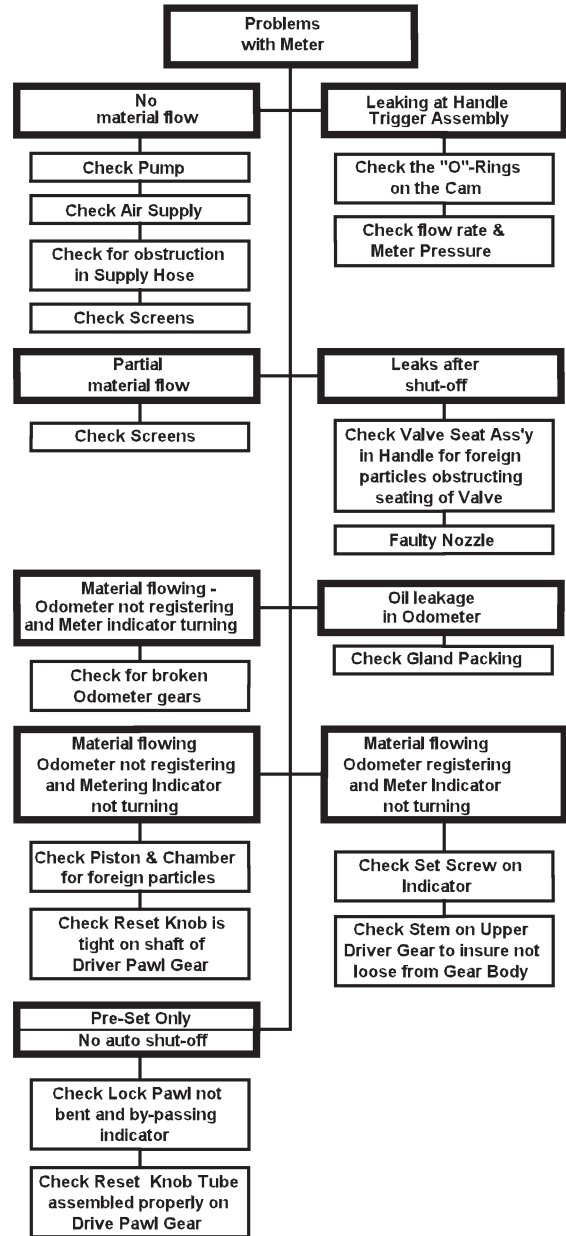 Problems
with Meter
No
material flow
Check Pump
Check Air Supply
Check for obstruction
in Supply Hose
Check Screens
Leaking at Handle
Trigger Assembly
Check the "O"-Rings
on the Cam
Check flow rate &
Meter Pressure
Partial
material flow
Check Screens
Leaks after
shut-off
Check Valve Seat Ass'y
in Handle for foreign
particles obstructing
seating of Valve
Faulty Nozzle
Material flowing -
Odometer not registering
and Meter indicator turning
Check for broken
Odometer gears
Oil leakage
in Odometer
Check Gland Packing
Material flowing
Odometer not registering
and Metering Indicator
not turning
Check Piston & Chamber
for foreign particles
Check Reset Knob is
tight on shaft of
Driver Pawl Gear
Material flowing
Odometer registering
and Meter Indicator
not turning
Check Set Screw on
Indicator
Check Stem on Upper
Driver Gear to insure not
loose from Gear Body
Pre-Set Only
No auto shut-off
Check Lock Pawl not
bent and by-passing
indicator
Check Reset Knob Tube
assembled properly on
Drive Pawl Gear